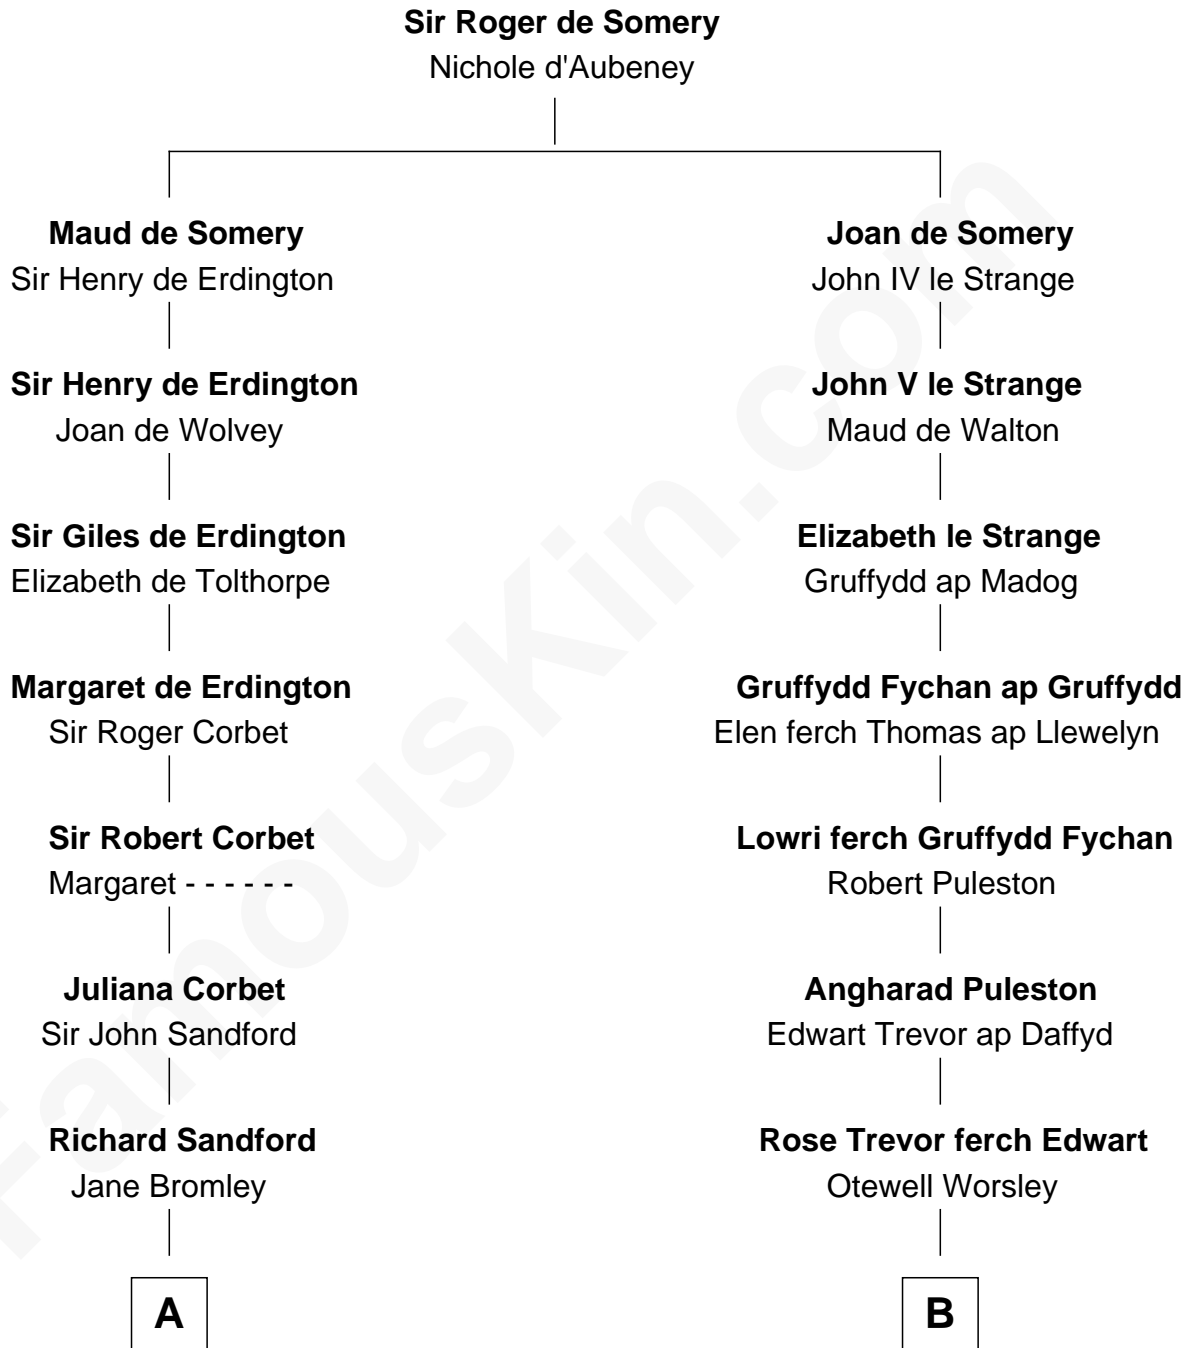 Sir Roger de Somery
Nichole d'Aubeney
Maud de Somery
Sir Henry de Erdington
Joan de Somery
John IV le Strange
Sir Henry de Erdington
Joan de Wolvey
John V le Strange
Maud de Walton
Sir Giles de Erdington
Elizabeth de Tolthorpe
Elizabeth le Strange
Gruffydd ap Madog
Margaret de Erdington
Sir Roger Corbet
Gruffydd Fychan ap Gruffydd
Elen ferch Thomas ap Llewelyn
Sir Robert Corbet
Margaret - - - - - -
Lowri ferch Gruffydd Fychan
Robert Puleston
Juliana Corbet
Sir John Sandford
Angharad Puleston
Edwart Trevor ap Daffyd
Richard Sandford
Jane Bromley
Rose Trevor ferch Edwart
Otewell Worsley
A
B
FamousKin.com